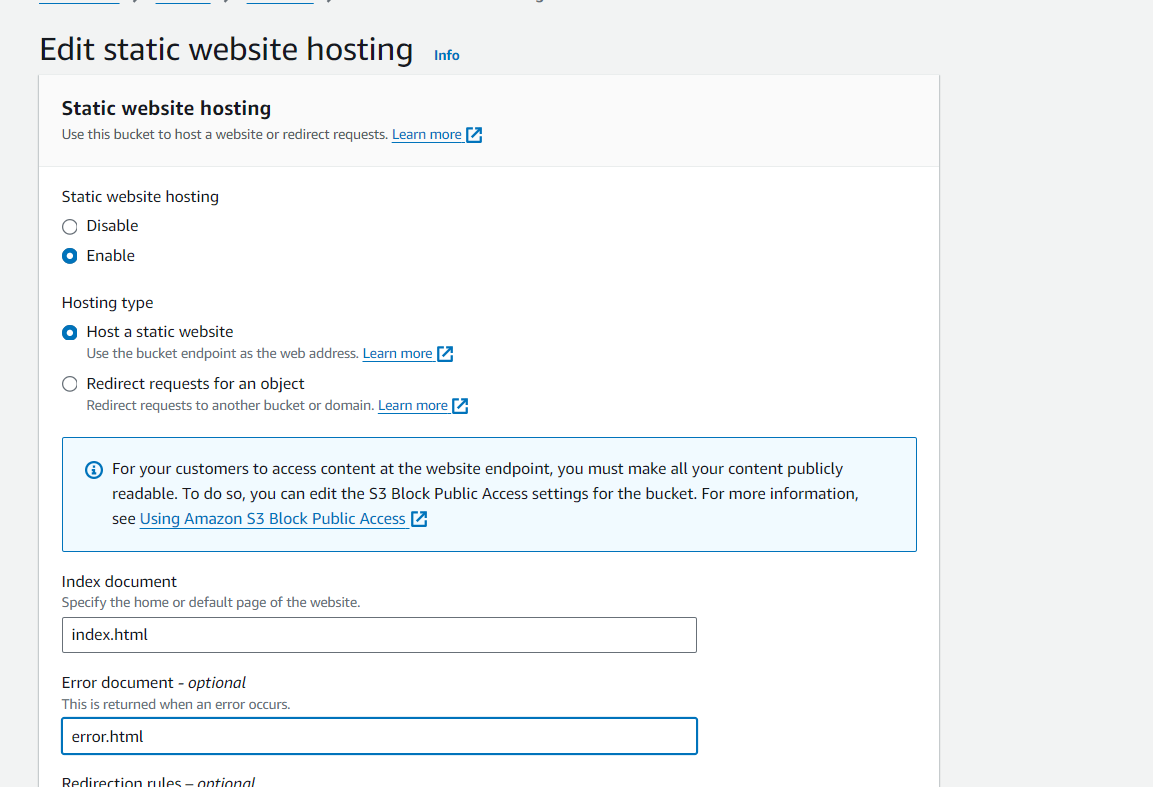 Edit static website hosting Info
Static website hosting
Use this bucket to host a website or redirect requests. Learn more
Static website hosting
Disable
Enable
Hosting type
Host a static website
Use the bucket endpoint as the web address. Learn more
Redirect requests for an object
Redirect requests to another bucket or domain. Learn more
For your customers to access content at the website endpoint, you must make all your content publicly
readable. To do so, you can edit the S3 Block Public Access settings for the bucket. For more information,
see Using Amazon S3 Block Public Access
Index document
Specify the home or default page of the website.
index.html
Error document - optional
This is returned when an error occurs.
error.html
Redirection rules – optional